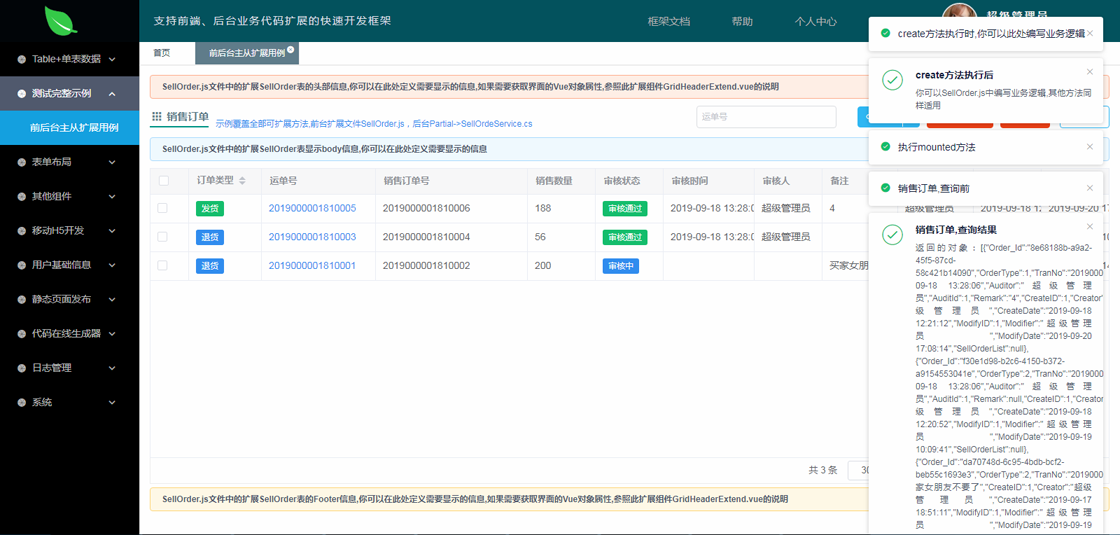 支持前端、后台业务代码扩展的快速开发框架
框架文档
帮助
个人中心
超级管理员
Table+单表数据
测试完整示例
前后台主从扩展用例
表单布局
其他组件
移动H5开发
用户基础信息
静态页面发布
代码在线生成器
日志管理
系统
首页
前后台主从扩展用例
SellOrder.js文件中的扩展SellOrder表的头部信息,你可以在此处定义需要显示的信息,如果需要获取界面的Vue对象属性,参照此扩展组件GridHeaderExtend.vue的说明
销售订单
示例覆盖全部可扩展方法,前台扩展文件SellOrder.js，后台Partial->SellOrdeService.cs
运单号
SellOrder.js文件中的扩展SellOrder表显示body信息,你可以在此处定义需要显示的信息
订单类型 运单号 销售订单号 销售数量 审核状态 审核时间 审核人 备注
发货 2019000001810005 2019000001810006 188 审核通过 2019-09-18 13:28:0 超级管理员 4
退货 2019000001810003 2019000001810004 56 审核通过 2019-09-18 13:28:0 超级管理员
退货 2019000001810001 2019000001810002 200 审核中 买家女朋
共 3 条
30
SellOrder.js文件中的扩展SellOrder表的Footer信息,你可以在此处定义需要显示的信息,如果需要获取界面的Vue对象属性,参照此扩展组件GridHeaderExtend.vue的说明
create方法执行时,你可以此处编写业务逻辑
create方法执行后
你可以SellOrder.js中编写业务逻辑,其他方法同
样适用
执行mounted方法
销售订单,查询前
销售订单,查询结果
返回的对象：[{"Order_Id":"8e68188b-a9a2-
45f5-87cd-
58c421b14090","OrderType":1,"TranNo":"2019000
09-18 13:28:06","Auditor":"超级管理
员","AuditId":1,"Remark":"4","CreateID":1,"Creator"
级管理员","CreateDate":"2019-09-18
12:21:12","ModifyID":1,"Modifier":"超级管理
员","ModifyDate":"2019-09-20
17:08:14","SellOrderList":null},
{"Order_Id":"f30e1d98-b2c6-4150-b372-
a9154553041e","OrderType":2,"TranNo":"2019000
09-18 13:28:06","Auditor":"超级管理
员","AuditId":1,"Remark":null,"CreateID":1,"Creator
级管理员","CreateDate":"2019-09-18
12:20:52","ModifyID":1,"Modifier":"超级管理
员","ModifyDate":"2019-09-19
10:09:41","SellOrderList":null},
{"Order_Id":"da70748d-6c95-4bdb-bcf2-
beb55c1693e3","OrderType":2,"TranNo":"2019000
家女朋友不要了","CreateID":1,"Creator":"超级
管理员","CreateDate":"2019-09-17
18:51:11","ModifyID":1,"Modifier":"超级管理
员","ModifyDate":"2019-09-19